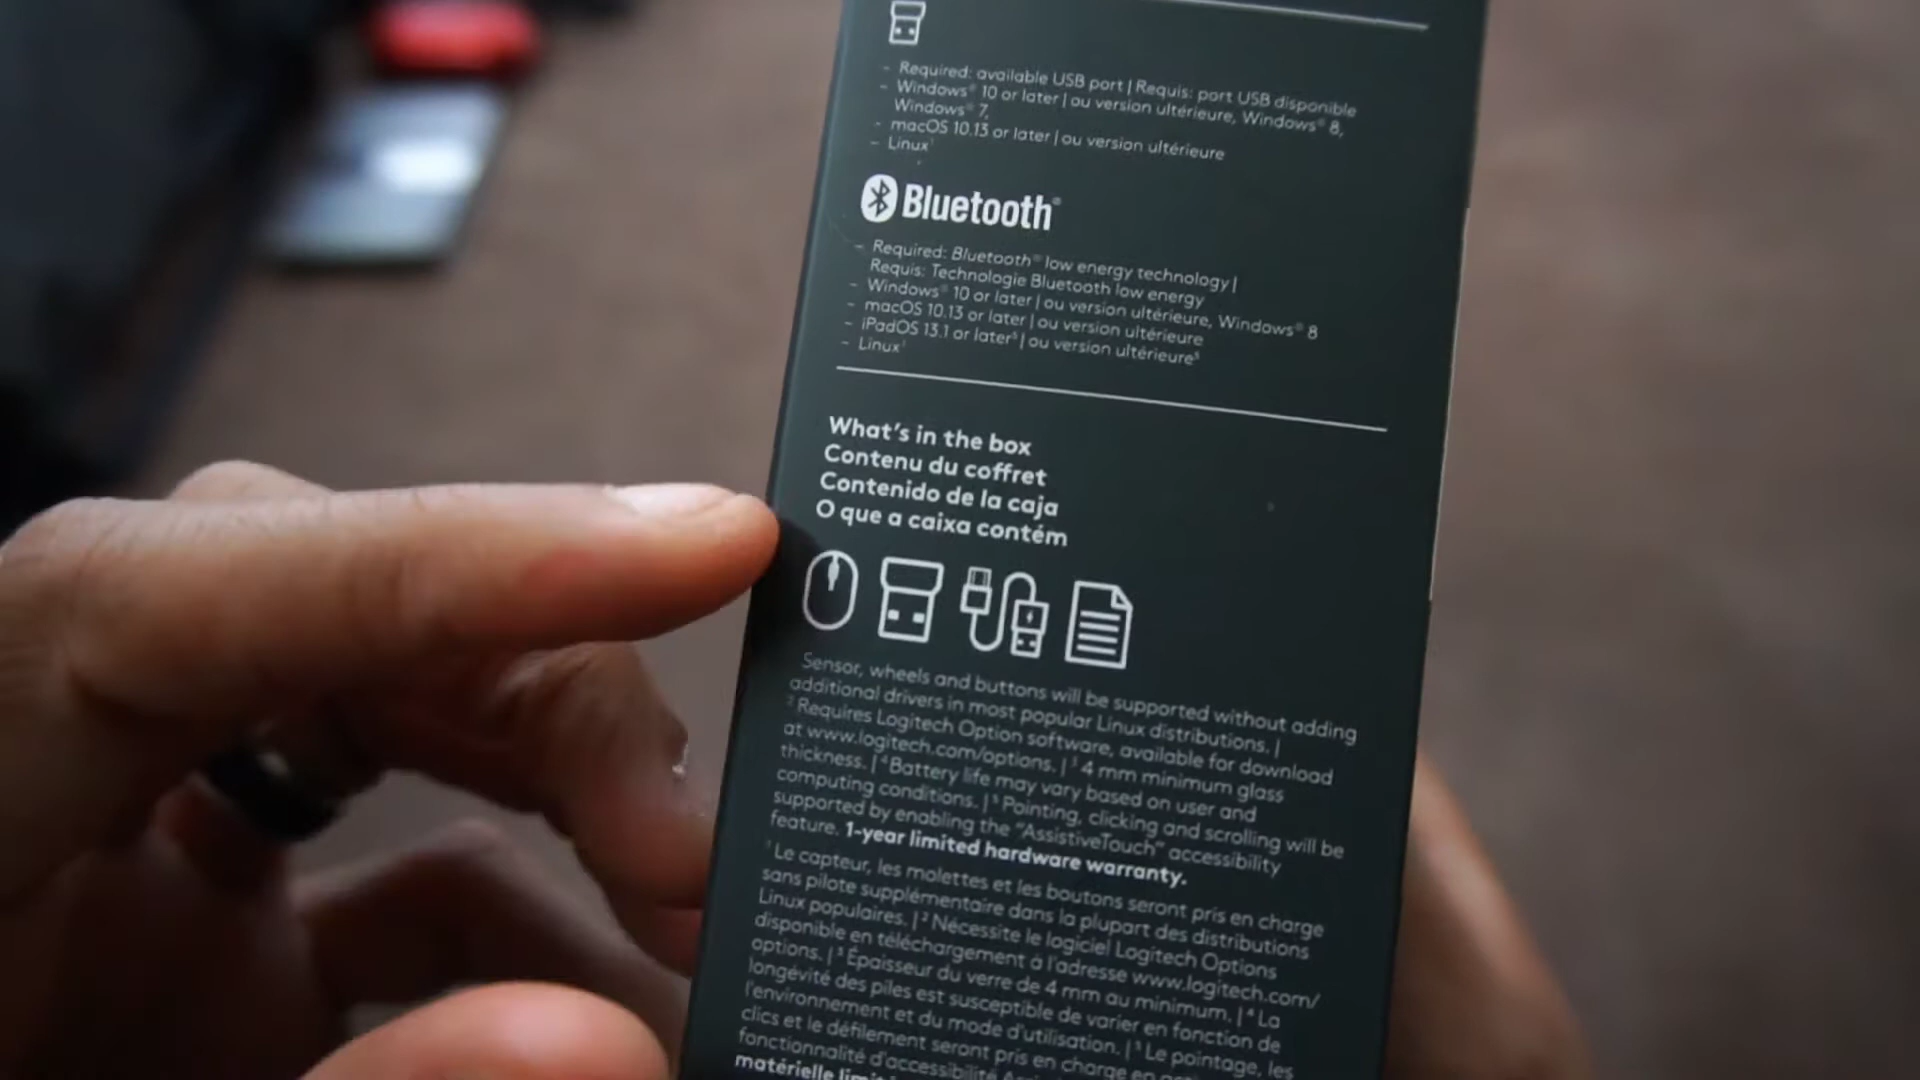 - Required: available USB port | Requis: port USB disponible
- Windows® 10 or later | ou version ultérieure, Windows® 8,
Windows® 7,
- macOS 10.13 or later | ou version ultérieure
- Linux¹
Bluetooth®
- Required: Bluetooth® low energy technology |
Requis: Technologie Bluetooth low energy
- Windows® 10 or later | ou version ultérieure, Windows® 8
- macOS 10.13 or later | ou version ultérieure
- iPadOS 13.1 or later⁵ | ou version ultérieure⁵
- Linux¹
What's in the box
Contenu du coffret
Contenido de la caja
O que a caixa contém
Sensor, wheels and buttons will be supported without adding
additional drivers in most popular Linux distributions. |
² Requires Logitech Option software, available for download
at www.logitech.com/options. | ³ 4 mm minimum glass
thickness. | ⁴ Battery life may vary based on user and
computing conditions. | ⁵ Pointing, clicking and scrolling will be
supported by enabling the "AssistiveTouch" accessibility
feature. 1-year limited hardware warranty.
¹ Le capteur, les molettes et les boutons seront pris en charge
sans pilote supplémentaire dans la plupart des distributions
Linux populaires. | ² Nécessite le logiciel Logitech Options
disponible en téléchargement à l'adresse www.logitech.com/
options. | ³ Épaisseur du verre de 4 mm au minimum. | ⁴ La
longévité des piles est susceptible de varier en fonction de
l'environnement et du mode d'utilisation. | ⁵ Le pointage, les
clics et le défilement seront pris en charge en
fonctionnalité d'accessibilité
matérielle